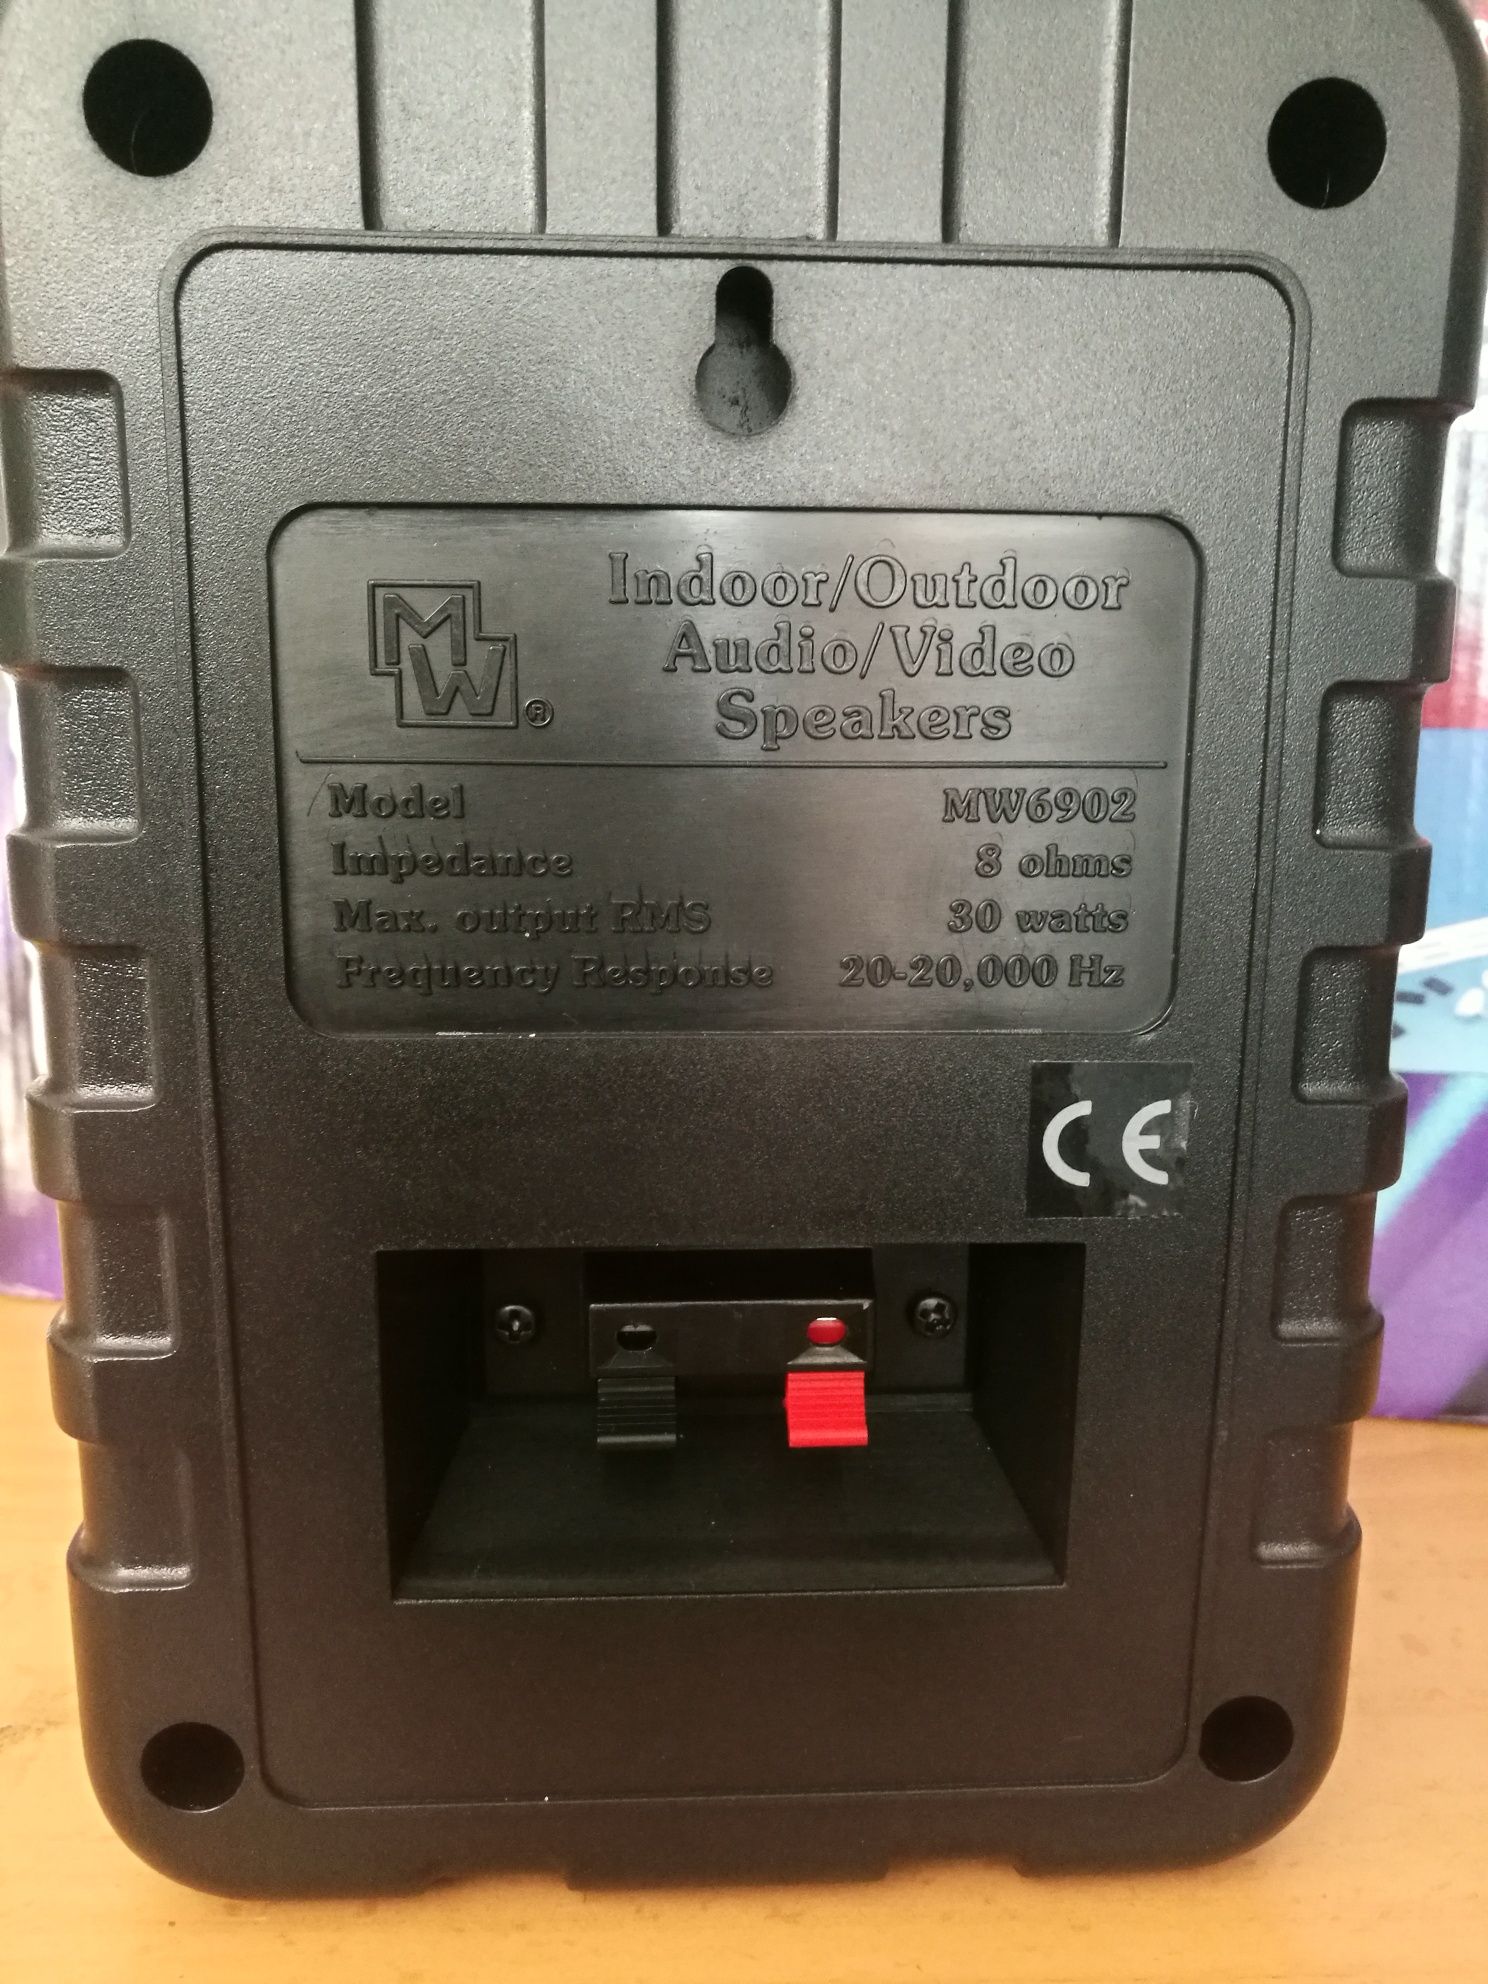 MW®
Indoor/Outdoor
Audio/Video
Speakers
Model MW6902
Impedance 8 ohms
Max. output RMS 30 watts
Frequency Response 20-20,000 Hz
CE